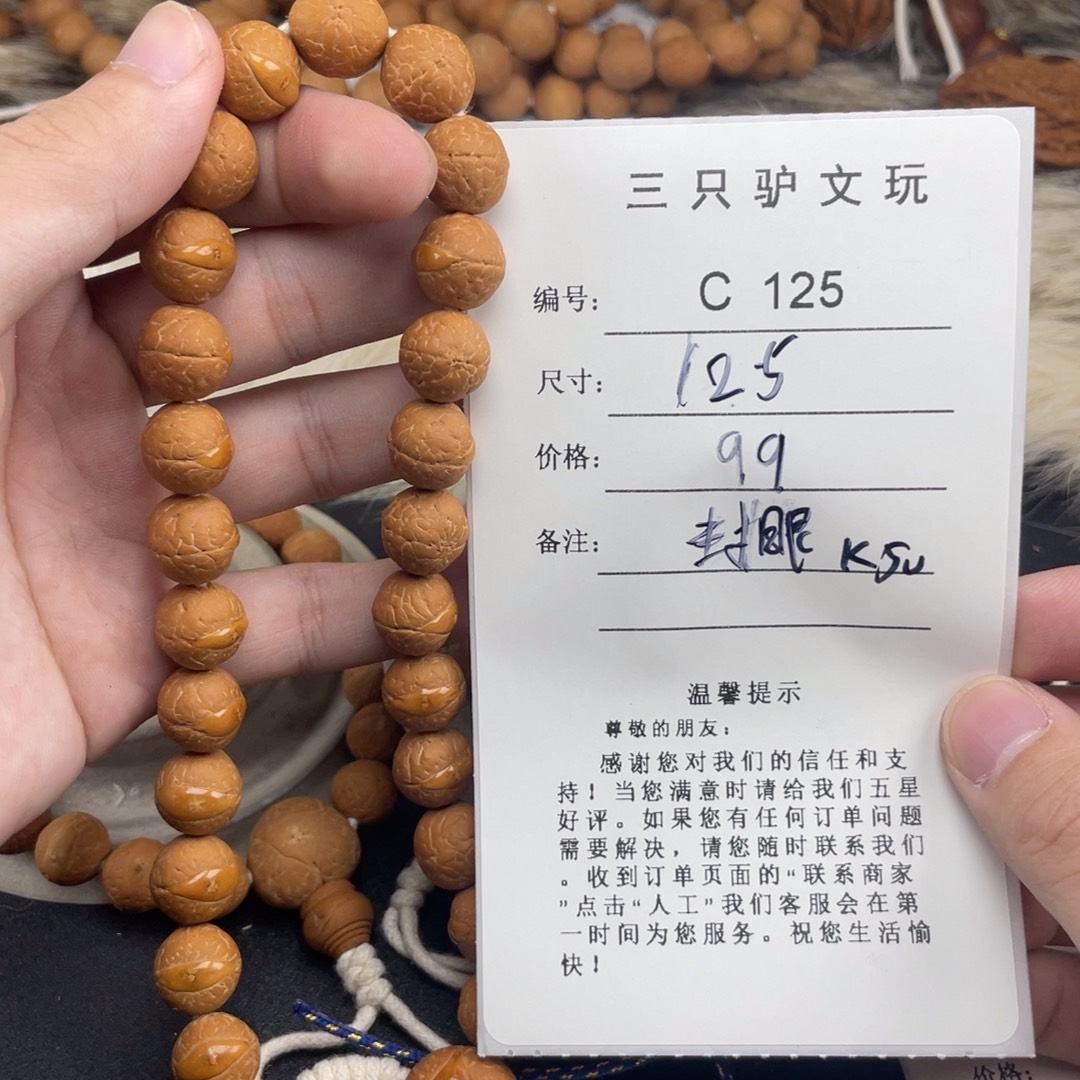 三只驴文玩
编号: C 125
尺寸: 125
价格: 99
备注: 封眼 KSu
温馨提示
尊敬的朋友:
感谢您对我们的信任和支
持！当您满意时请给我们五星
好评。如果您有任何订单问题
需要解决，请您随时联系我们
。收到订单页面的“联系商家
”点击“人工”我们客服会在第
一时间为您服务。祝您生活愉
快！
价格: